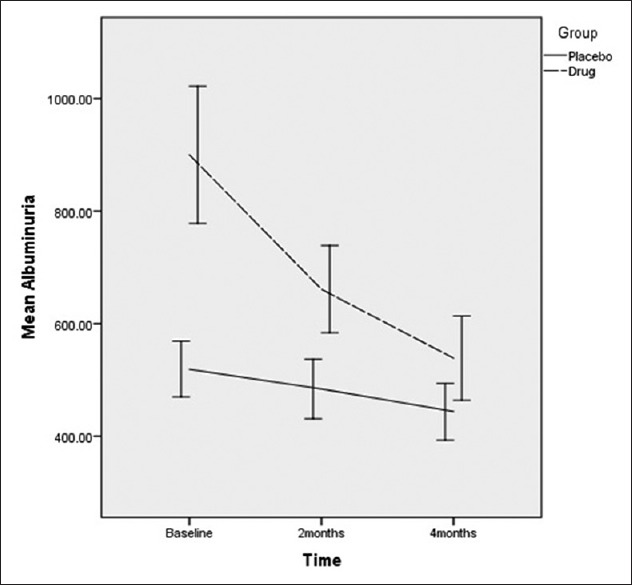 Group
Placebo
Drug
1000.00
800.00
600.00
400.00
Mean Albuminuria
Baseline 2months 4months
Time